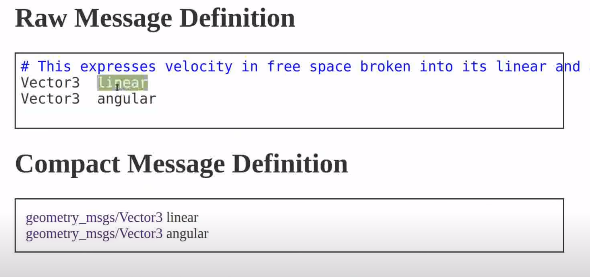 Raw Message Definition
# This expresses velocity in free space broken into its linear and
Vector3  linear
Vector3  angular
Compact Message Definition
geometry_msgs/Vector3 linear
geometry_msgs/Vector3 angular